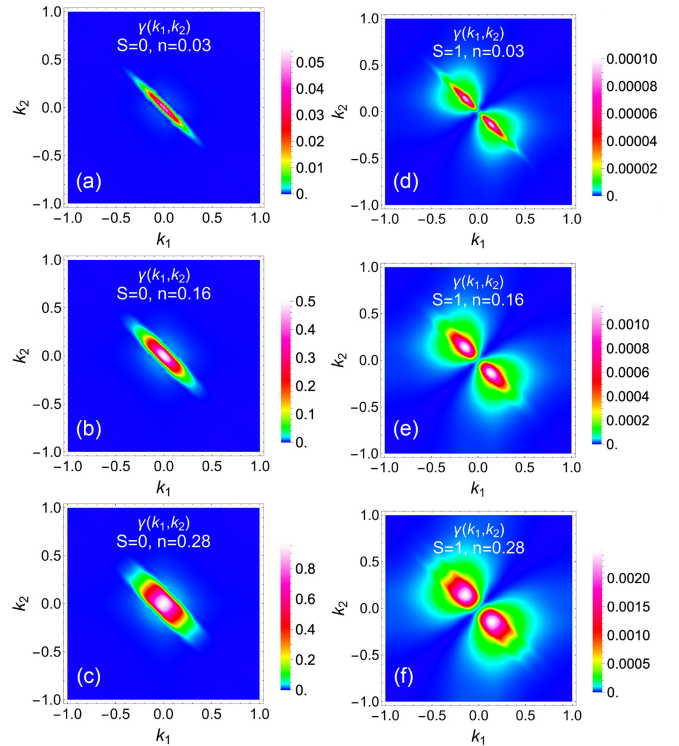 γ(k₁,k₂)
S=0, n=0.03
(a)
k₂
1.0
0.5
0.0
−0.5
−1.0
−1.0 −0.5 0.0 0.5 1.0
k₁
0.05
0.04
0.03
0.02
0.01
0.
γ(k₁,k₂)
S=1, n=0.03
(d)
k₂
1.0
0.5
0.0
−0.5
−1.0
−1.0 −0.5 0.0 0.5 1.0
k₁
0.00010
0.00008
0.00006
0.00004
0.00002
0.
γ(k₁,k₂)
S=0, n=0.16
(b)
k₂
1.0
0.5
0.0
−0.5
−1.0
−1.0 −0.5 0.0 0.5 1.0
k₁
0.5
0.4
0.3
0.2
0.1
0.
γ(k₁,k₂)
S=1, n=0.16
(e)
k₂
1.0
0.5
0.0
−0.5
−1.0
−1.0 −0.5 0.0 0.5 1.0
k₁
0.0010
0.0008
0.0006
0.0004
0.0002
0.
γ(k₁,k₂)
S=0, n=0.28
(c)
k₂
1.0
0.5
0.0
−0.5
−1.0
−1.0 −0.5 0.0 0.5 1.0
k₁
0.8
0.6
0.4
0.2
0.
γ(k₁,k₂)
S=1, n=0.28
(f)
k₂
1.0
0.5
0.0
−0.5
−1.0
−1.0 −0.5 0.0 0.5 1.0
k₁
0.0020
0.0015
0.0010
0.0005
0.